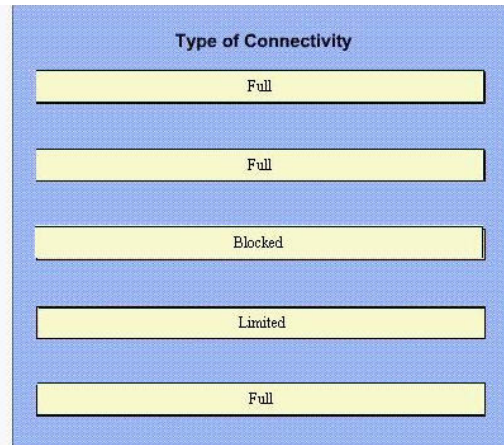 Type of Connectivity
Full
Full
Blocked
Limited
Full